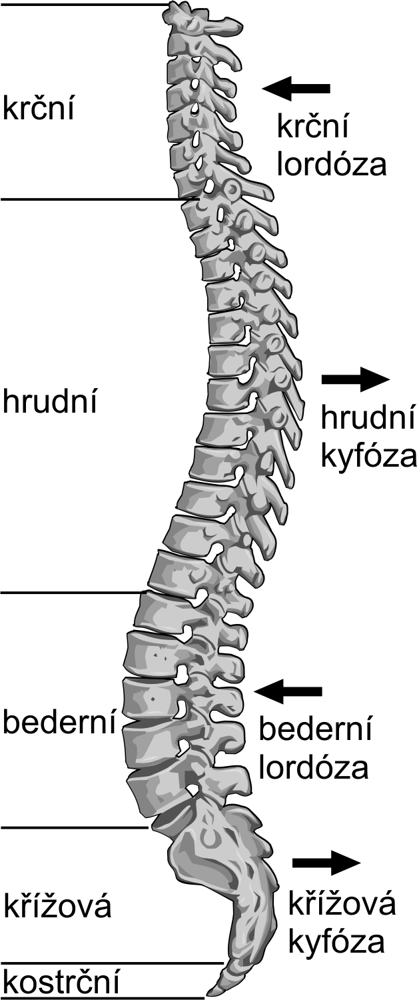 krční
krční
lordóza
hrudní
hrudní
kyfóza
bederní
bederní
lordóza
křížová
křížová
kyfóza
kostrční